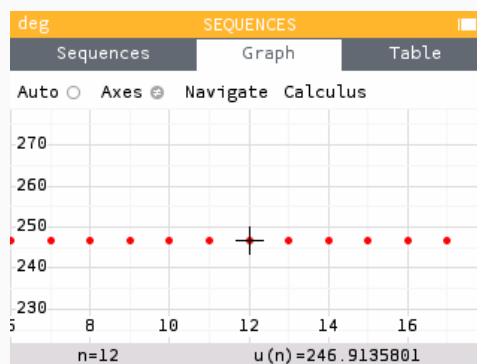 deg SEQUENCES
Sequences Graph Table
Auto Axes Navigate Calculus
270
260
250
240
230
8 10 12 14 16
n=12 u(n)=246.9135801